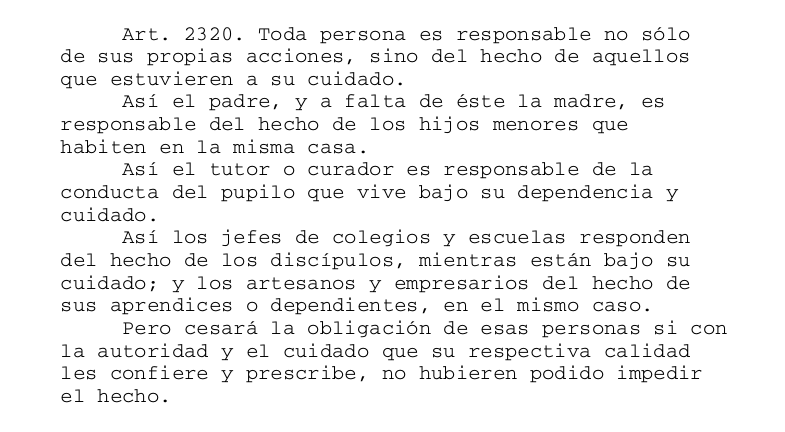 Art. 2320. Toda persona es responsable no sólo
de sus propias acciones, sino del hecho de aquellos
que estuvieren a su cuidado.
Así el padre, y a falta de éste la madre, es
responsable del hecho de los hijos menores que
habiten en la misma casa.
Así el tutor o curador es responsable de la
conducta del pupilo que vive bajo su dependencia y
cuidado.
Así los jefes de colegios y escuelas responden
del hecho de los discípulos, mientras están bajo su
cuidado; y los artesanos y empresarios del hecho de
sus aprendices o dependientes, en el mismo caso.
Pero cesará la obligación de esas personas si con
la autoridad y el cuidado que su respectiva calidad
les confiere y prescribe, no hubieren podido impedir
el hecho.